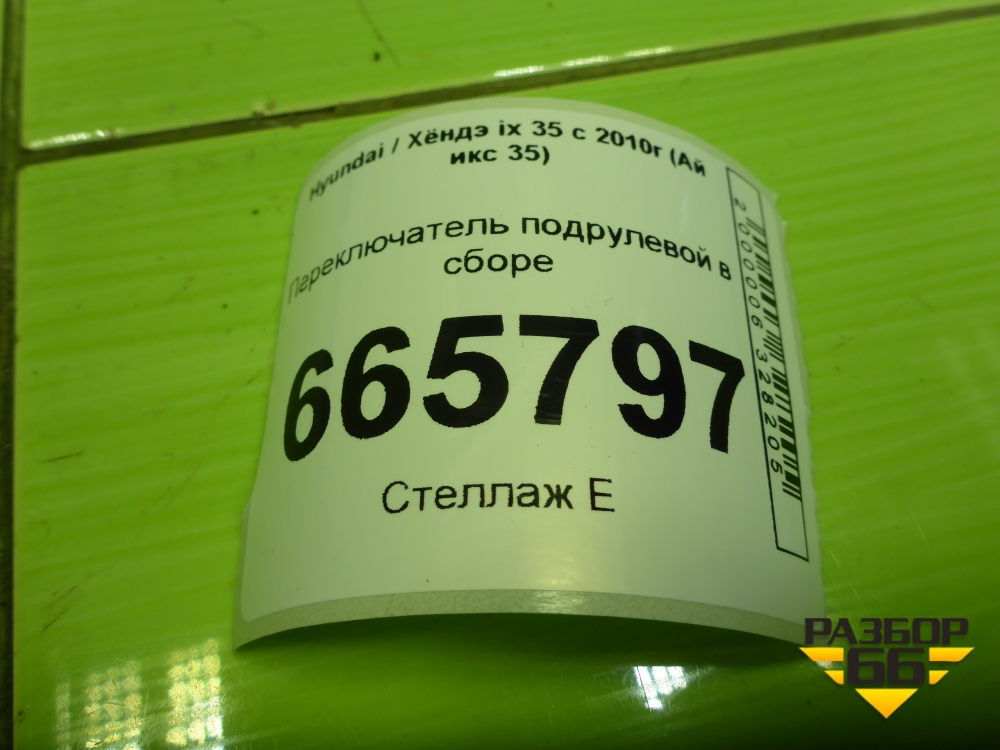 Hyundai / Хёндэ ix 35 с 2010г (Ай
икс 35)
Переключатель подрулевой в
сборе
665797
Стеллаж Е
2000006328205
РАЗБОР
66